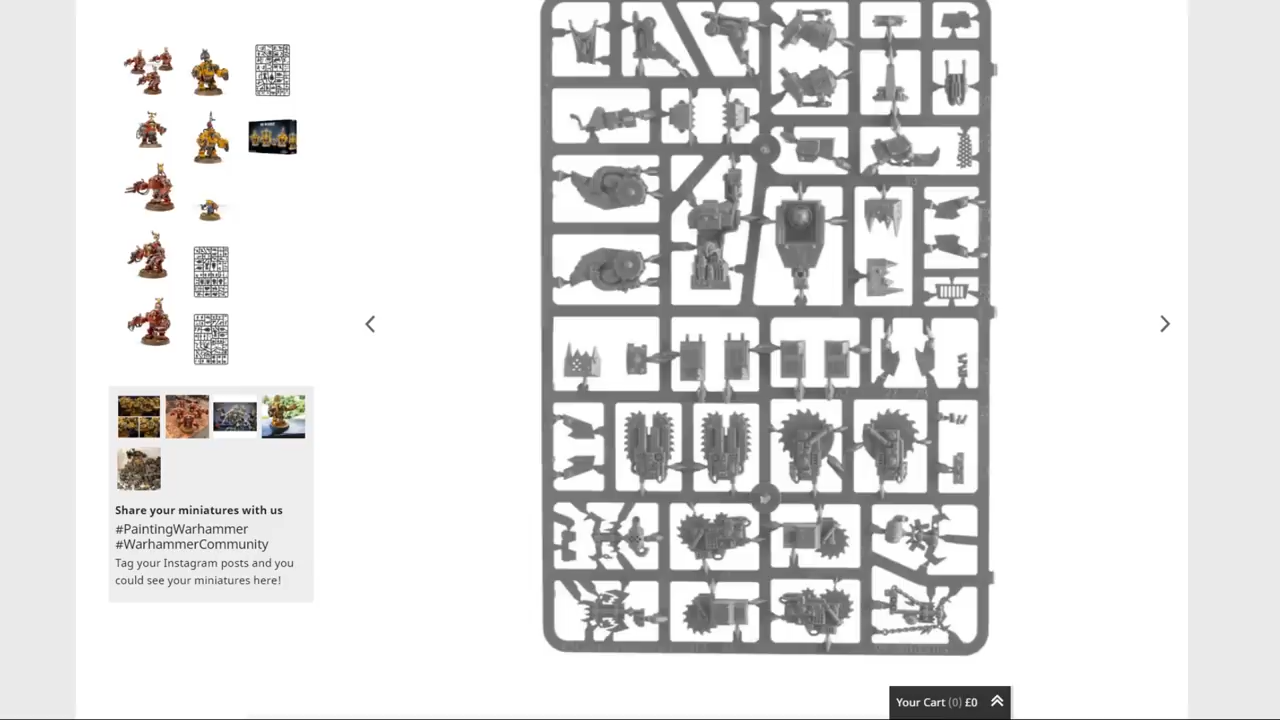 Share your miniatures with us
#PaintingWarhammer
#WarhammerCommunity
Tag your Instagram posts and you
could see your miniatures here!
Your Cart (0) £0